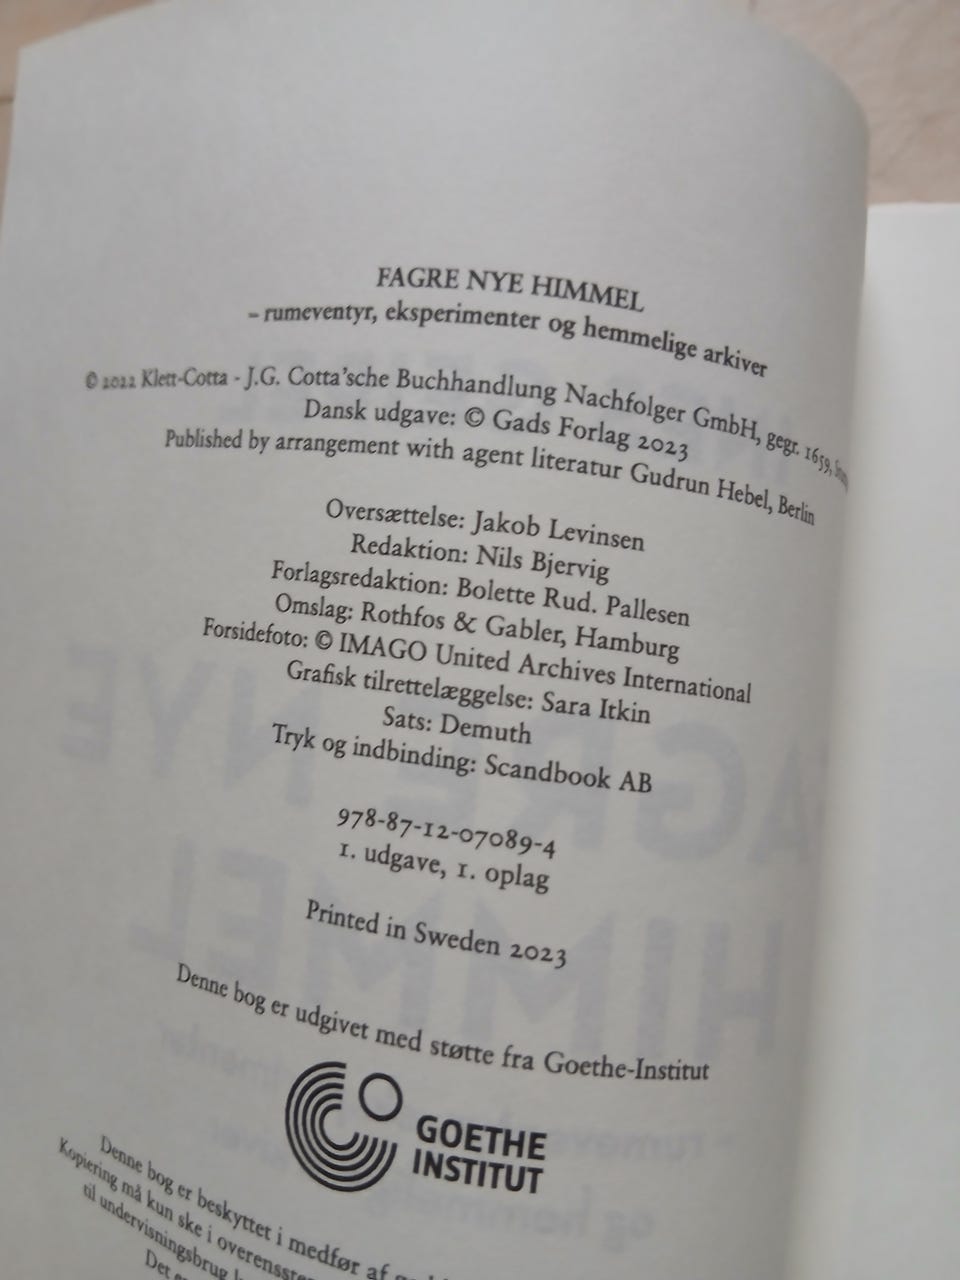 FAGRE NYE HIMMEL
– rumeventyr, eksperimenter og hemmelige arkiver
© 2022 Klett-Cotta - J.G. Cotta'sche Buchhandlung Nachfolger GmbH, gegr. 1659,
Dansk udgave: © Gads Forlag 2023
Published by arrangement with agent literatur Gudrun Hebel, Berlin
Oversættelse: Jakob Levinsen
Redaktion: Nils Bjervig
Forlagsredaktion: Bolette Rud. Pallesen
Omslag: Rothfos & Gabler, Hamburg
Forsidefoto: © IMAGO United Archives International
Grafisk tilrettelæggelse: Sara Itkin
Sats: Demuth
Tryk og indbinding: Scandbook AB
978-87-12-07089-4
1. udgave, 1. oplag
Printed in Sweden 2023
Denne bog er udgivet med støtte fra Goethe-Institut
GOETHE
INSTITUT
Denne bog er beskyttet i medfør af
Kopiering må kun ske i
til undervisningsbrug
Det